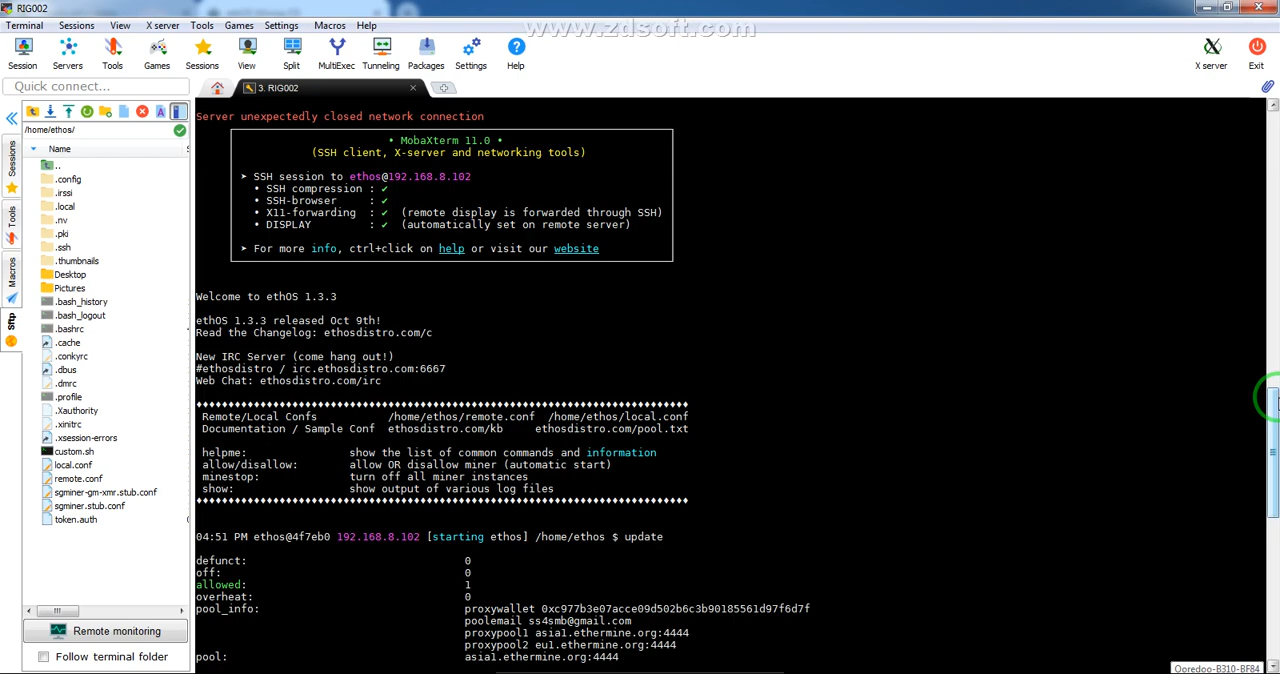 RIG002
www.zdsoft.com
Terminal Sessions View X server Tools Games Settings Macros Help
Session Servers Tools Games Sessions View Split MultiExec Tunneling Packages Settings Help X server Exit
Quick connect...
3. RIG002
/home/ethos/
Name
..
.config
.irssi
.local
.nv
.pki
.ssh
.thumbnails
Desktop
Pictures
.bash_history
.bash_logout
.bashrc
.cache
.conkyrc
.dbus
.dmrc
.profile
.Xauthority
.xinitrc
.xsession-errors
custom.sh
local.conf
remote.conf
sgminer-gm-xmr.stub.conf
sgminer.stub.conf
token.auth
Sessions
Tools
Macros
Sftp
Remote monitoring
Follow terminal folder
Server unexpectedly closed network connection
• MobaXterm 11.0 •
(SSH client, X-server and networking tools)
➤ SSH session to ethos@192.168.8.102
• SSH compression : ✔
• SSH-browser : ✔
• X11-forwarding : ✔ (remote display is forwarded through SSH)
• DISPLAY : ✔ (automatically set on remote server)
➤ For more info, ctrl+click on help or visit our website
Welcome to ethOS 1.3.3
ethOS 1.3.3 released Oct 9th!
Read the Changelog: ethosdistro.com/c
New IRC Server (come hang out!)
#ethosdistro / irc.ethosdistro.com:6667
Web Chat: ethosdistro.com/irc
Remote/Local Confs /home/ethos/remote.conf /home/ethos/local.conf
Documentation / Sample Conf ethosdistro.com/kb ethosdistro.com/pool.txt
helpme: show the list of common commands and information
allow/disallow: allow OR disallow miner (automatic start)
minestop: turn off all miner instances
show: show output of various log files
04:51 PM ethos@4f7eb0 192.168.8.102 [starting ethos] /home/ethos $ update
defunct: 0
off: 0
allowed: 1
overheat: 0
pool_info: proxywallet 0xc977b3e07acce09d502b6c3b90185561d97f6d7f
poolemail ss4smb@gmail.com
proxypool1 asia1.ethermine.org:4444
proxypool2 eu1.ethermine.org:4444
pool: asia1.ethermine.org:4444
Ooredoo-B310-BF84